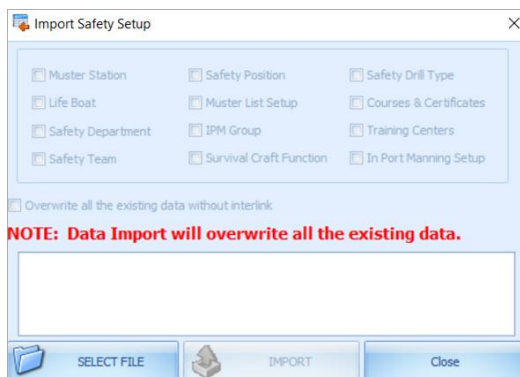 Import Safety Setup
Muster Station
Safety Position
Safety Drill Type
Life Boat
Muster List Setup
Courses & Certificates
Safety Department
IPM Group
Training Centers
Safety Team
Survival Craft Function
In Port Manning Setup
Overwrite all the existing data without interlink
NOTE: Data Import will overwrite all the existing data.
SELECT FILE
IMPORT
Close